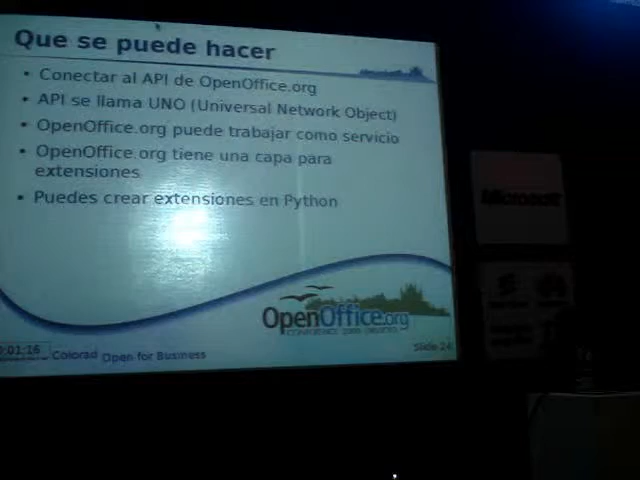 Que se puede hacer
• Conectar al API de OpenOffice.org
• API se llama UNO (Universal Network Object)
• OpenOffice.org puede trabajar como servicio
• OpenOffice.org tiene una capa para
extensiones
• Puedes crear extensiones en Python
OpenOffice.org
Open for Business
Slide 24
Microsoft